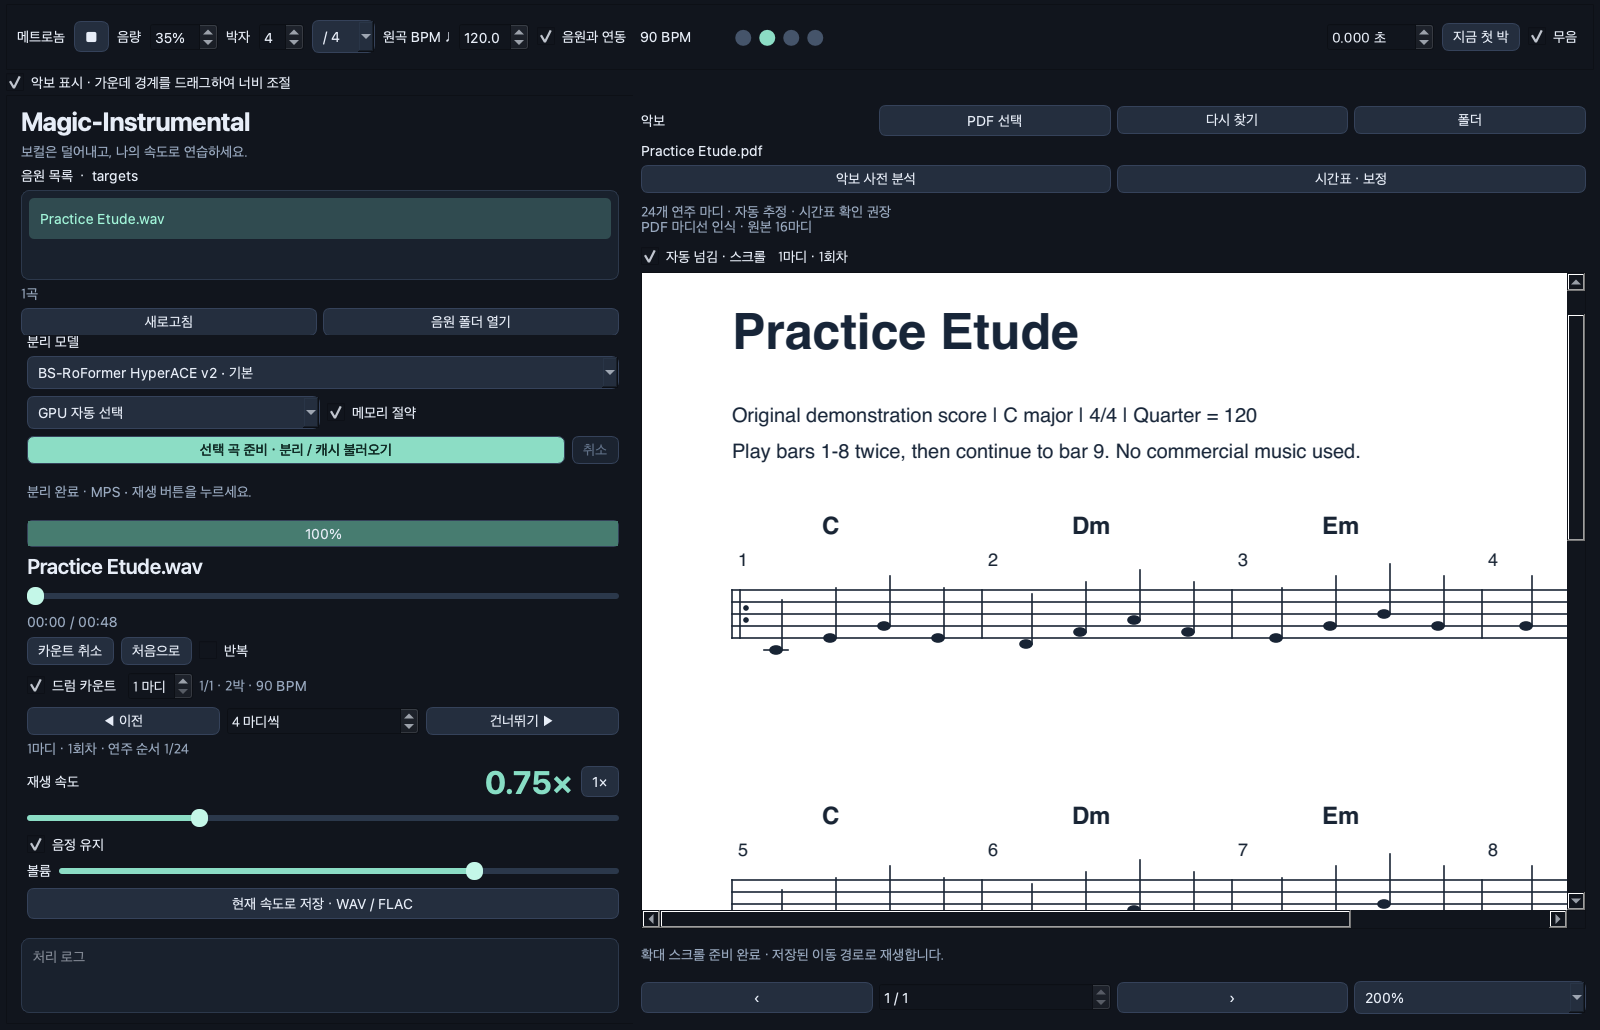 메트로놈 음량 35% 박자 4 / 4 원곡 BPM ♩ 120.0 음원과 연동 90 BPM 0.000 초 지금 첫 박 무음
악보 표시 · 가운데 경계를 드래그하여 너비 조절
Magic-Instrumental
보컬은 덜어내고, 나의 속도로 연습하세요.
음원 목록 · targets
Practice Etude.wav
1곡
새로고침 음원 폴더 열기
분리 모델
BS-RoFormer HyperACE v2 · 기본
GPU 자동 선택 메모리 절약
선택 곡 준비 · 분리 / 캐시 불러오기 취소
분리 완료 · MPS · 재생 버튼을 누르세요.
100%
Practice Etude.wav
00:00 / 00:48
카운트 취소 처음으로 반복
드럼 카운트 1 마디 1/1 · 2박 · 90 BPM
◀ 이전 4 마디씩 건너뛰기 ▶
1마디 · 1회차 · 연주 순서 1/24
재생 속도 0.75× 1×
음정 유지
볼륨
현재 속도로 저장 · WAV / FLAC
처리 로그
악보 PDF 선택 다시 찾기 폴더
Practice Etude.pdf
악보 사전 분석 시간표 · 보정
24개 연주 마디 · 자동 추정 · 시간표 확인 권장
PDF 마디선 인식 · 원본 16마디
자동 넘김 · 스크롤 1마디 · 1회차
Practice Etude
Original demonstration score | C major | 4/4 | Quarter = 120
Play bars 1-8 twice, then continue to bar 9. No commercial music used.
C Dm Em
1 2 3 4
C Dm Em
5 6 7 8
확대 스크롤 준비 완료 · 저장된 이동 경로로 재생합니다.
‹ 1 / 1 › 200%